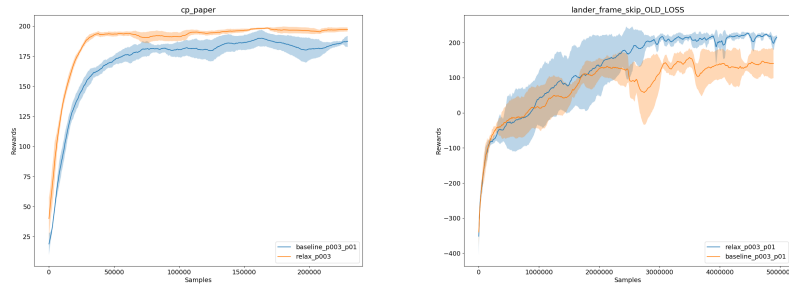 cp_paper
200
175
150
125
100
75
50
25
Rewards
0
50000
100000
150000
200000
Samples
baseline_p003_p01
relax_p003
lander_frame_skip_OLD_LOSS
200
100
0
−100
−200
−300
−400
Rewards
0
1000000
2000000
3000000
4000000
500000
Samples
relax_p003_p01
baseline_p003_p01